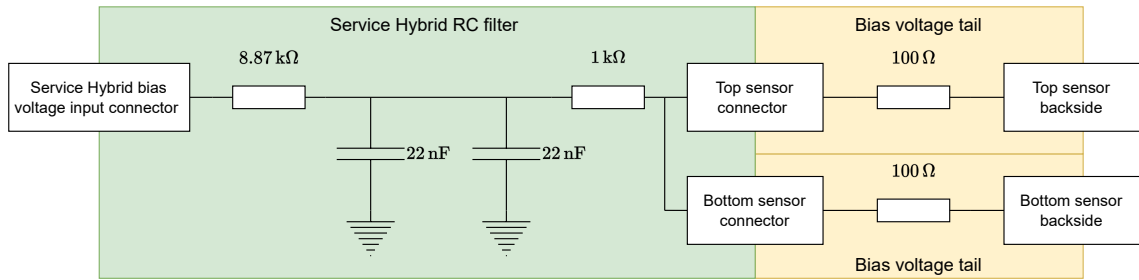 Service Hybrid RC filter
Bias voltage tail
8.87 kΩ
1 kΩ
100 Ω
Service Hybrid bias
voltage input connector
Top sensor
connector
Top sensor
backside
22 nF
22 nF
100 Ω
Bottom sensor
connector
Bottom sensor
backside
Bias voltage tail